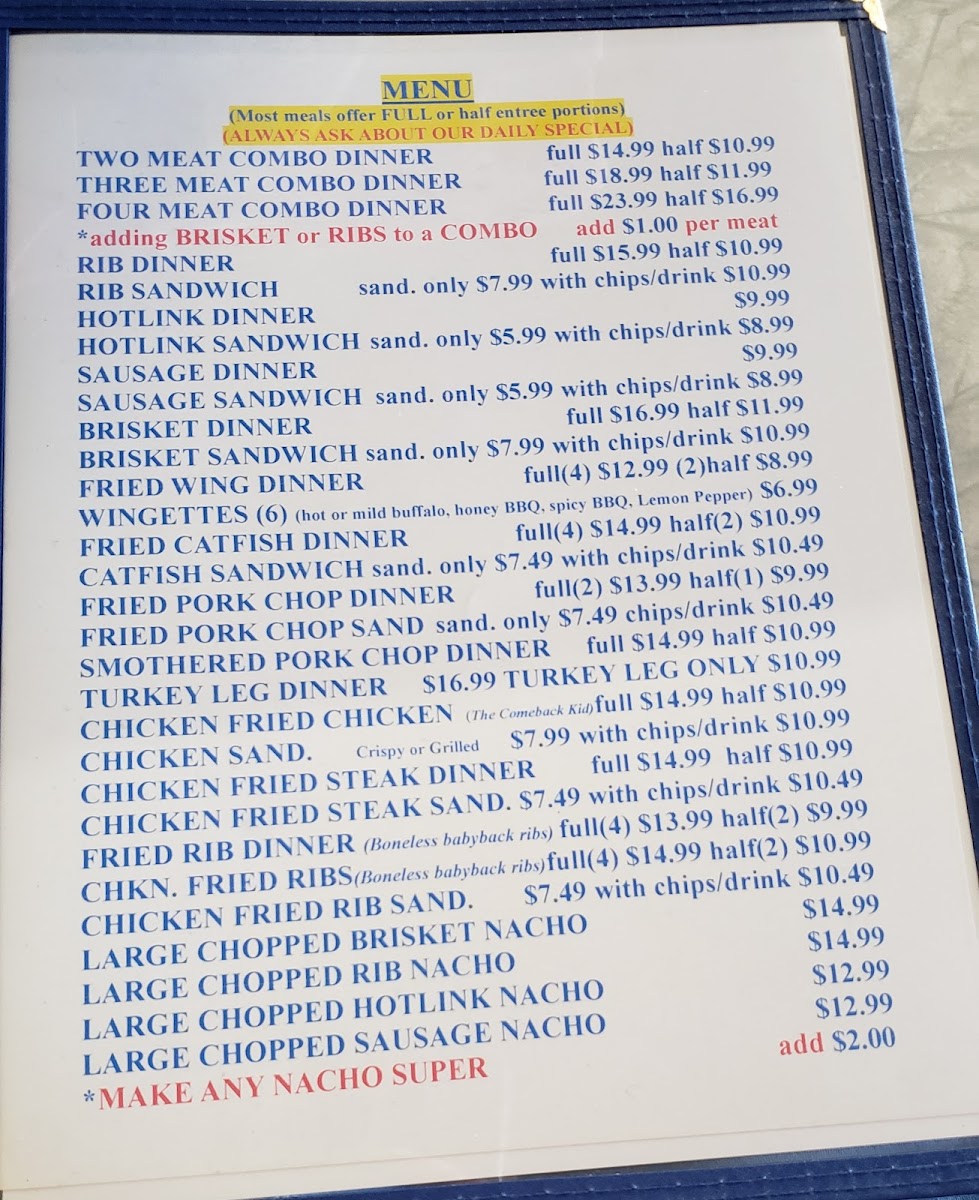 MENU
(Most meals offer FULL or half entree portions)
(ALWAYS ASK ABOUT OUR DAILY SPECIAL)
TWO MEAT COMBO DINNER full $14.99 half $10.99
THREE MEAT COMBO DINNER full $18.99 half $11.99
FOUR MEAT COMBO DINNER full $23.99 half $16.99
*adding BRISKET or RIBS to a COMBO add $1.00 per meat
RIB DINNER full $15.99 half $10.99
RIB SANDWICH sand. only $7.99 with chips/drink $10.99
HOTLINK DINNER $9.99
HOTLINK SANDWICH sand. only $5.99 with chips/drink $8.99
SAUSAGE DINNER $9.99
SAUSAGE SANDWICH sand. only $5.99 with chips/drink $8.99
BRISKET DINNER full $16.99 half $11.99
BRISKET SANDWICH sand. only $7.99 with chips/drink $10.99
FRIED WING DINNER full(4) $12.99 (2)half $8.99
WINGETTES (6) (hot or mild buffalo, honey BBQ, spicy BBQ, Lemon Pepper) $6.99
FRIED CATFISH DINNER full(4) $14.99 half(2) $10.99
CATFISH SANDWICH sand. only $7.49 with chips/drink $10.49
FRIED PORK CHOP DINNER full(2) $13.99 half(1) $9.99
FRIED PORK CHOP SAND sand. only $7.49 chips/drink $10.49
SMOTHERED PORK CHOP DINNER full $14.99 half $10.99
TURKEY LEG DINNER $16.99 TURKEY LEG ONLY $10.99
CHICKEN FRIED CHICKEN (The Comeback Kid)full $14.99 half $10.99
CHICKEN SAND. Crispy or Grilled $7.99 with chips/drink $10.99
CHICKEN FRIED STEAK DINNER full $14.99 half $10.99
CHICKEN FRIED STEAK SAND. $7.49 with chips/drink $10.49
FRIED RIB DINNER (Boneless babyback ribs) full(4) $13.99 half(2) $9.99
CHKN. FRIED RIBS(Boneless babyback ribs)full(4) $14.99 half(2) $10.99
CHICKEN FRIED RIB SAND. $7.49 with chips/drink $10.49
LARGE CHOPPED BRISKET NACHO $14.99
LARGE CHOPPED RIB NACHO $14.99
LARGE CHOPPED HOTLINK NACHO $12.99
LARGE CHOPPED SAUSAGE NACHO $12.99
*MAKE ANY NACHO SUPER add $2.00